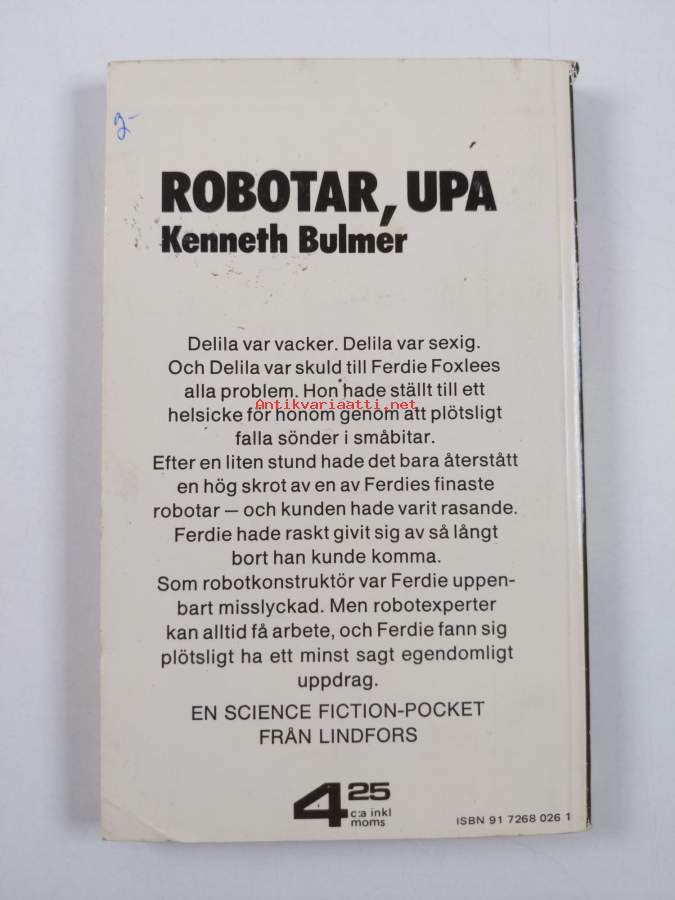 2-
ROBOTAR, UPA
Kenneth Bulmer
Delila var vacker. Delila var sexig.
Och Delila var skuld till Ferdie Foxlees
alla problem. Hon hade ställt till ett
helsicke för honom genom att plötsligt
Antikvariaatti.net
falla sönder i småbitar.
Efter en liten stund hade det bara återstått
en hög skrot av en av Ferdies finaste
robotar — och kunden hade varit rasande.
Ferdie hade raskt givit sig av så långt
bort han kunde komma.
Som robotkonstruktör var Ferdie uppen-
bart misslyckad. Men robotexperter
kan alltid få arbete, och Ferdie fann sig
plötsligt ha ett minst sagt egendomligt
uppdrag.
EN SCIENCE FICTION-POCKET
FRÅN LINDFORS
4 25
c:a inkl
moms
ISBN 91 7268 026 1